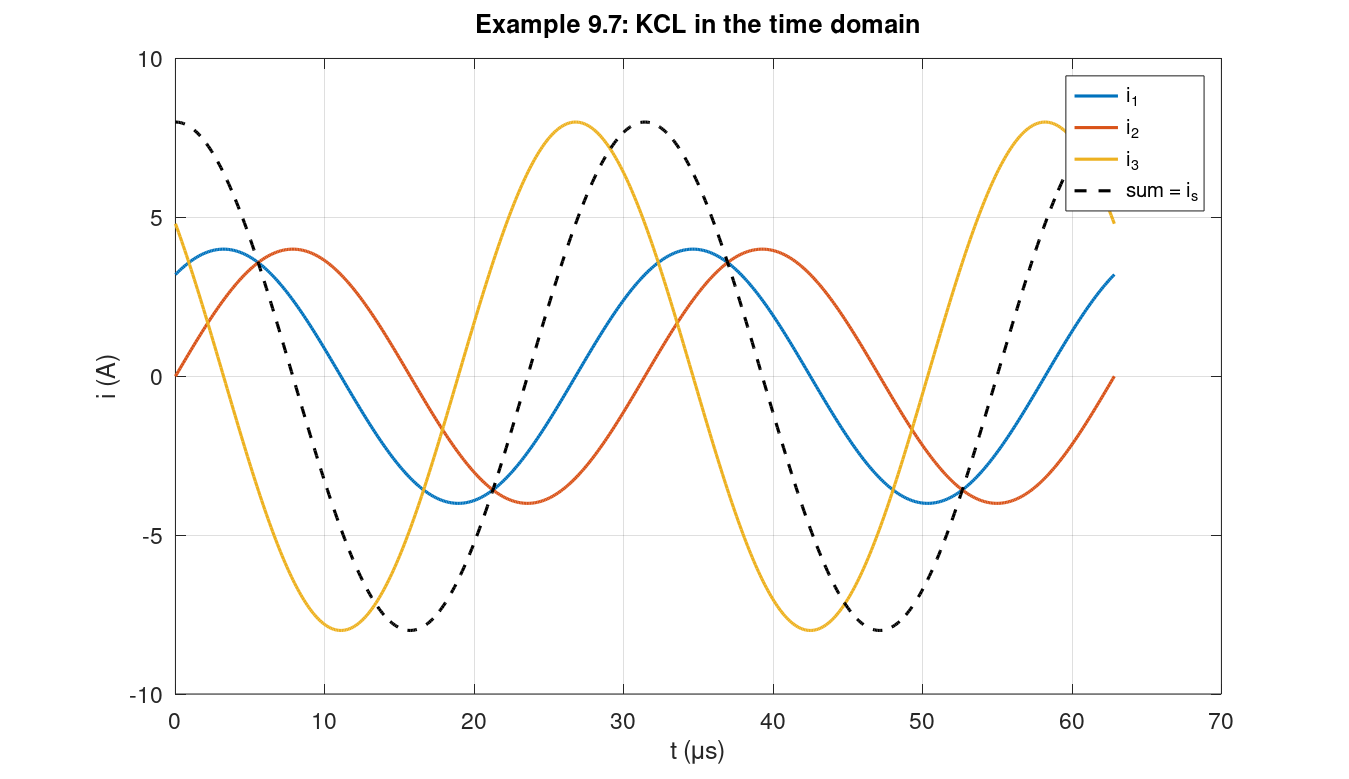 Example 9.7: KCL in the time domain
10
5
0
-5
-10
i (A)
0 10 20 30 40 50 60 70
t (μs)
i1
i2
i3
sum = is